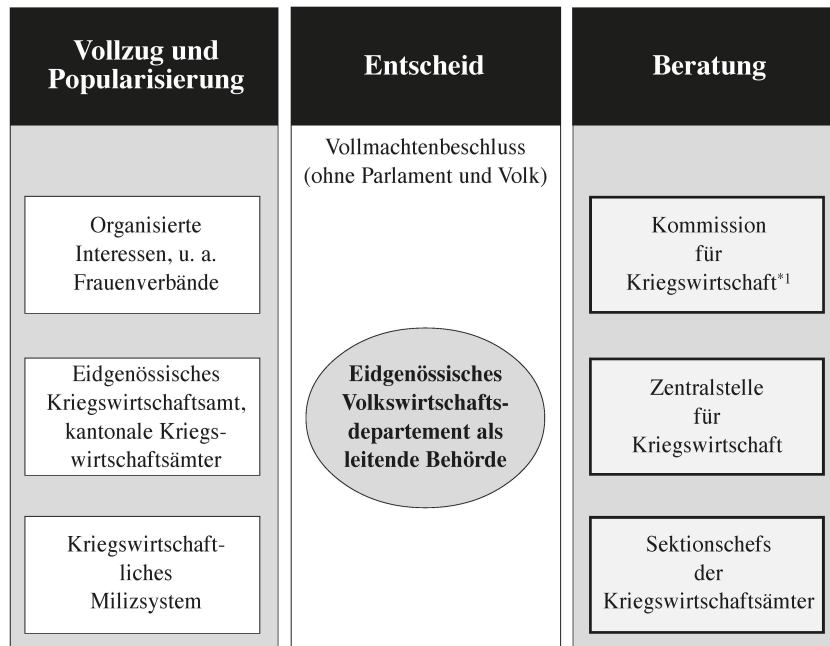 Vollzug und
Popularisierung
Entscheid
Beratung
Vollmachtenbeschluss
(ohne Parlament und Volk)
Organisierte
Interessen, u. a.
Frauenverbände
Kommission
für
Kriegswirtschaft*1
Eidgenössisches
Kriegswirtschaftsamt,
kantonale Kriegs-
wirtschaftsämter
Eidgenössisches
Volkswirtschafts-
departement als
leitende Behörde
Zentralstelle
für
Kriegswirtschaft
Kriegswirtschaft-
liches
Milizsystem
Sektionschefs
der
Kriegswirtschaftsämter